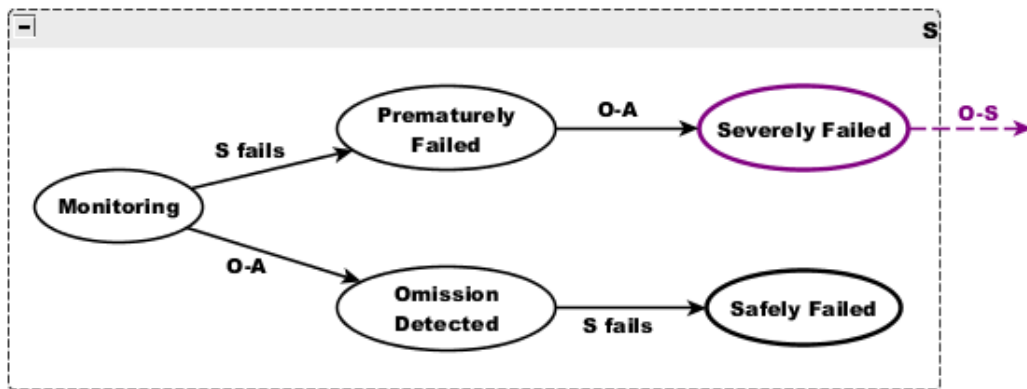 S
Prematurely
Failed
O-A
Severely Failed
O-S
S fails
Monitoring
O-A
Omission
Detected
S fails
Safely Failed